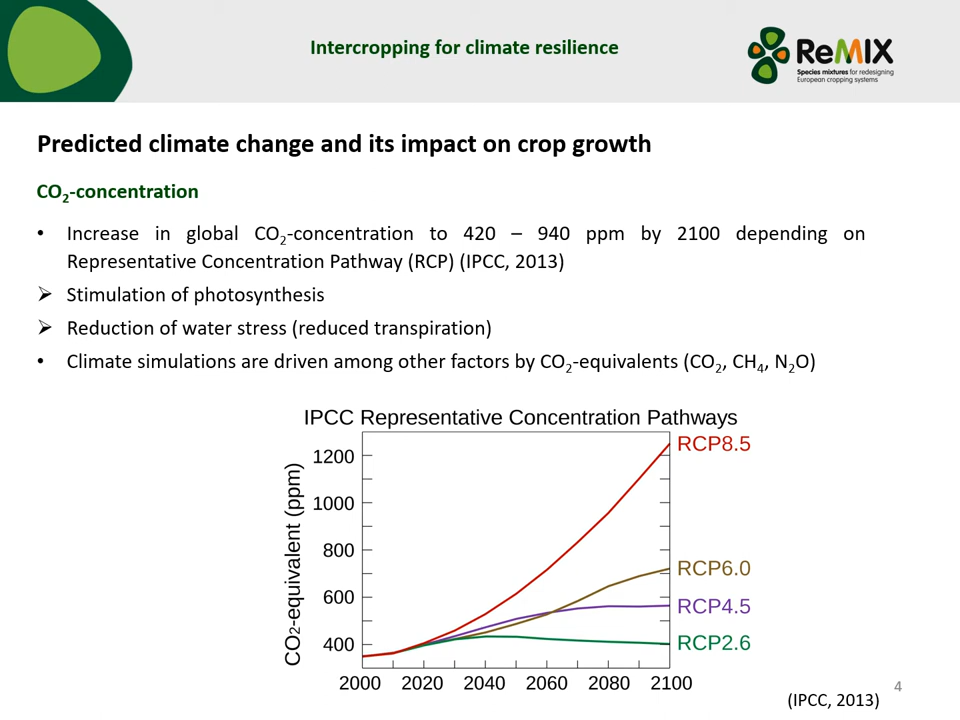 Intercropping for climate resilience
ReMIX
Species mixtures for redesigning
European cropping systems
Predicted climate change and its impact on crop growth
CO₂-concentration
• Increase in global CO₂-concentration to 420 – 940 ppm by 2100 depending on
Representative Concentration Pathway (RCP) (IPCC, 2013)
➢ Stimulation of photosynthesis
➢ Reduction of water stress (reduced transpiration)
• Climate simulations are driven among other factors by CO₂-equivalents (CO₂, CH₄, N₂O)
IPCC Representative Concentration Pathways
CO2-equivalent (ppm)
1200
1000
800
600
400
RCP8.5
RCP6.0
RCP4.5
RCP2.6
2000 2020 2040 2060 2080 2100
4
(IPCC, 2013)